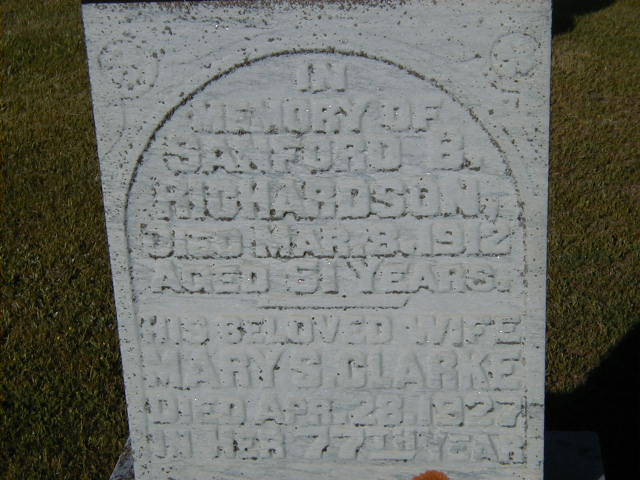 IN
MEMORY OF
SANFORD B.
RICHARDSON,
DIED MAR. 8, 1912
AGED 61 YEARS.
HIS BELOVED WIFE
MARY S. CLARKE
DIED APR. 28, 1927
IN HER 77TH YEAR